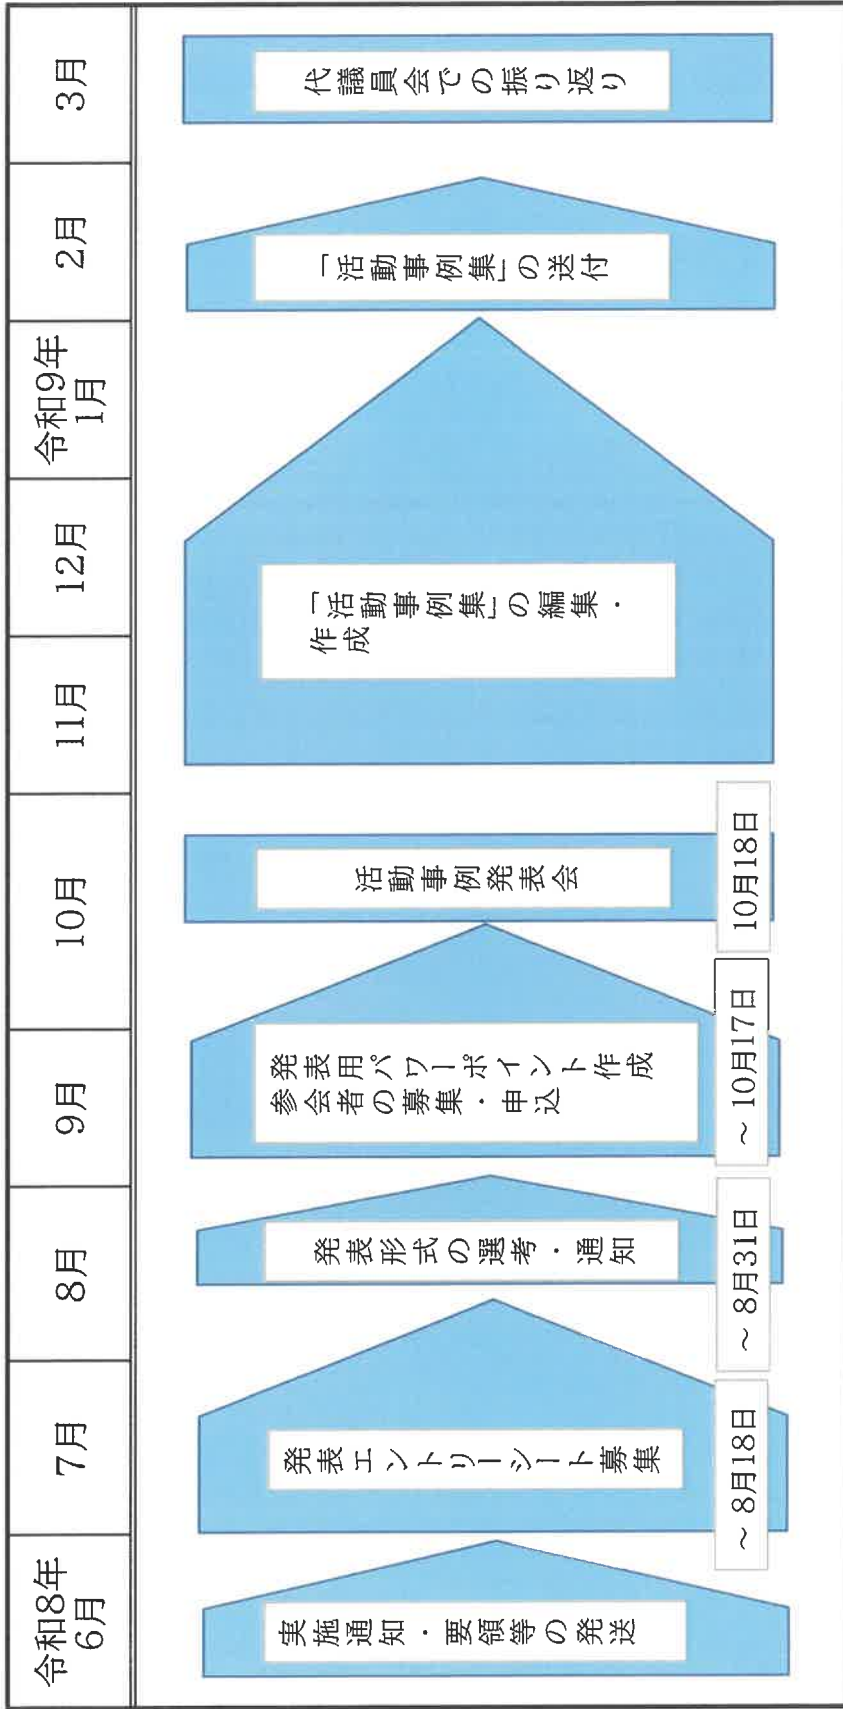 令和8年
6月
7月
8月
9月
10月
11月
12月
令和9年
1月
2月
3月
実施通知・要領等の発送
発表エントリーシート募集
～8月18日
発表形式の選考・通知
～8月31日
発表用パワーポイント作成
参会者の募集・申込
～10月17日
活動事例発表会
10月18日
「活動事例集」の編集・
作成
「活動事例集」の送付
代議員会での振り返り